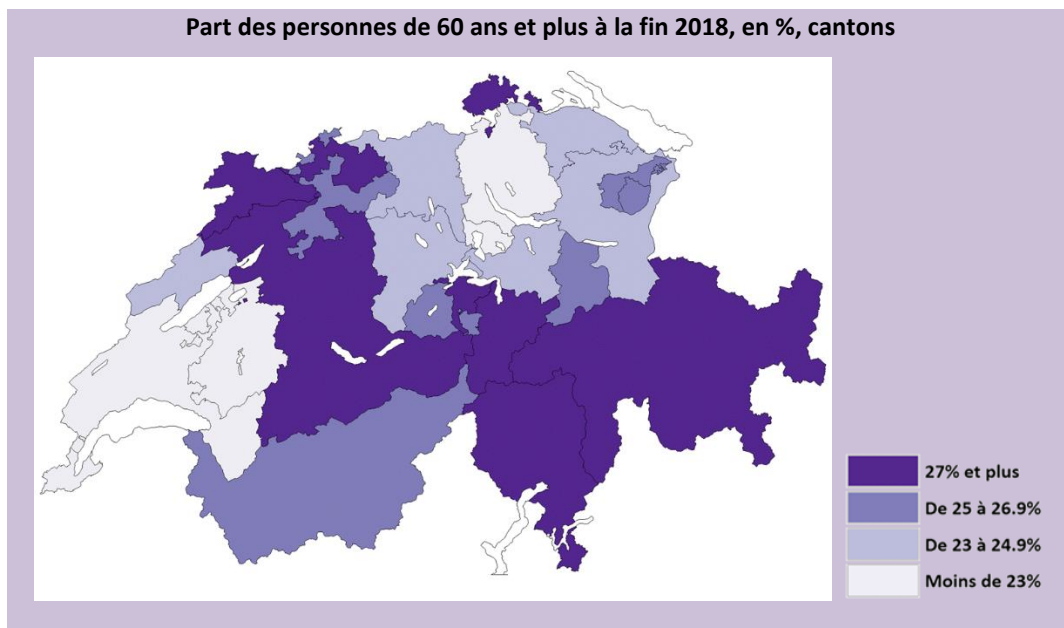 Part des personnes de 60 ans et plus à la fin 2018, en %, cantons
27% et plus
De 25 à 26.9%
De 23 à 24.9%
Moins de 23%